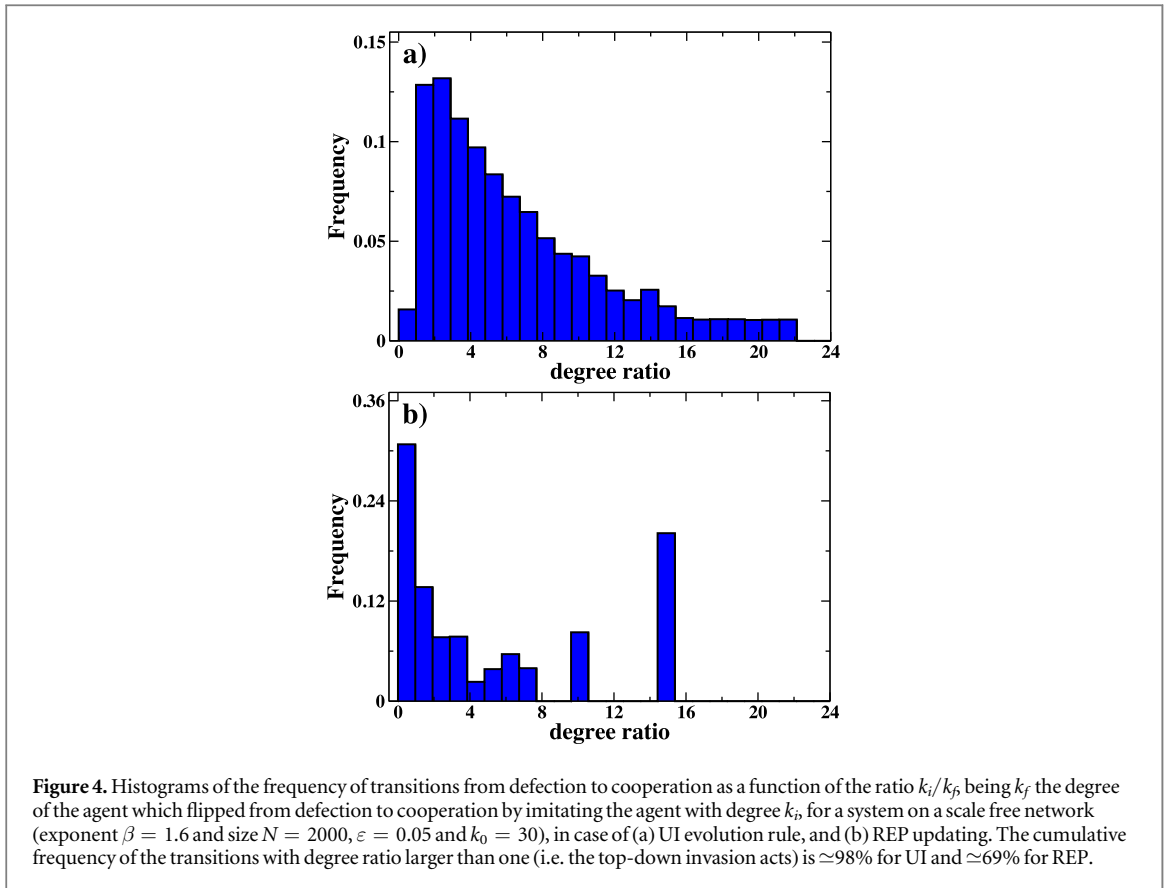 a)
0.15
0.1
0.05
0
Frequency
0 4 8 12 16 20 24
degree ratio
b)
0.36
0.24
0.12
0
Frequency
0 4 8 12 16 20 24
degree ratio
Figure 4. Histograms of the frequency of transitions from defection to cooperation as a function of the ratio k_i/k_f, being k_f the degree
of the agent which flipped from defection to cooperation by imitating the agent with degree k_i, for a system on a scale free network
(exponent β = 1.6 and size N = 2000, ε = 0.05 and k_0 = 30), in case of (a) UI evolution rule, and (b) REP updating. The cumulative
frequency of the transitions with degree ratio larger than one (i.e. the top-down invasion acts) is ≃98% for UI and ≃69% for REP.